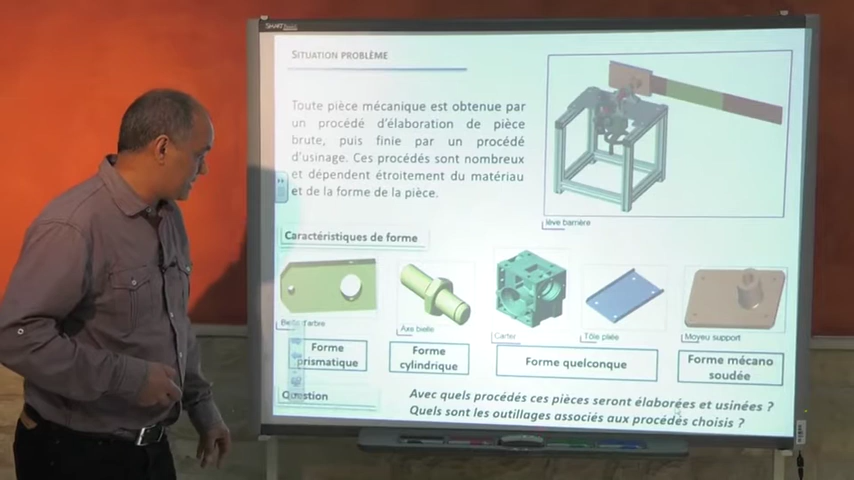 SITUATION PROBLÈME
Toute pièce mécanique est obtenue par
un procédé d'élaboration de pièce
brute, puis finie par un procédé
d'usinage. Ces procédés sont nombreux
et dépendent étroitement du matériau
et de la forme de la pièce.
lève barrière
Caractéristiques de forme
Axe bielle
Carter
Tôle pliée
Moyeu support
Forme
prismatique
Forme
cylindrique
Forme quelconque
Forme mécano
soudée
Question
Avec quels procédés ces pièces seront élaborées et usinées ?
Quels sont les outillages associés aux procédés choisis ?